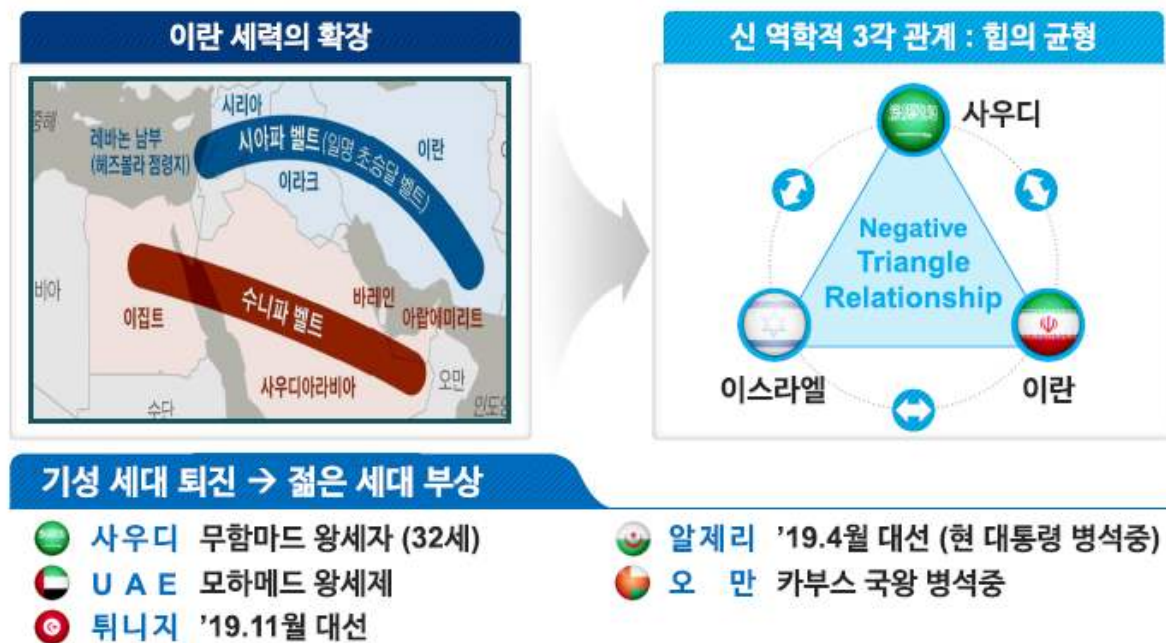 이란 세력의 확장
신 역학적 3각 관계 : 힘의 균형
중해
시리아
레바논 남부
(헤즈볼라 점령지)
시아파 벨트(일명 초승달 벨트)
이란
이라크
수니파 벨트
바레인
아랍에미리트
비아
이집트
사우디아라비아
오만
수단
인도양
사우디
Negative
Triangle
Relationship
이스라엘
이란
기성 세대 퇴진 → 젊은 세대 부상
사우디 무함마드 왕세자 (32세)
UAE 모하메드 왕세제
튀니지 ’19.11월 대선
알제리 ’19.4월 대선 (현 대통령 병석중)
오만 카부스 국왕 병석중